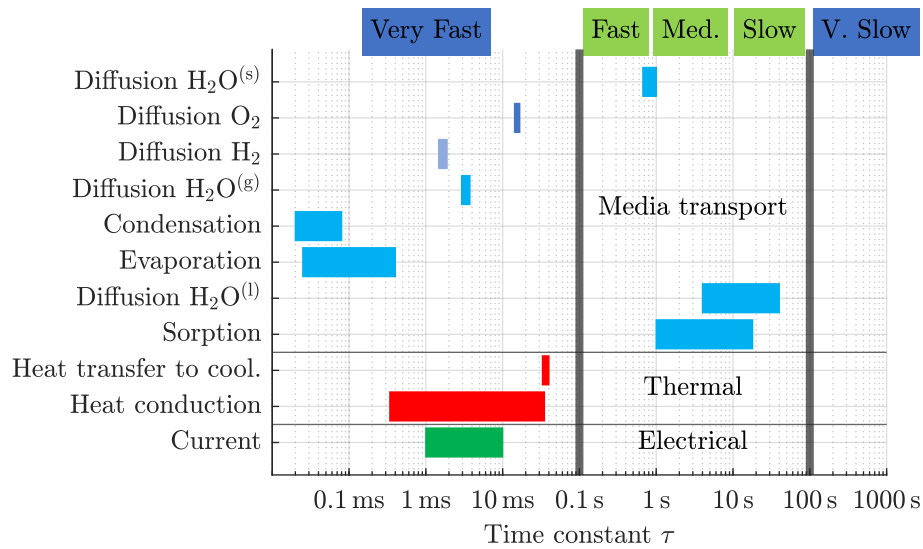 Very Fast Fast Med. Slow V. Slow
Diffusion H₂O⁽ˢ⁾
Diffusion O₂
Diffusion H₂
Diffusion H₂O⁽ᵍ⁾
Media transport
Condensation
Evaporation
Diffusion H₂O⁽ˡ⁾
Sorption
Heat transfer to cool.
Thermal
Heat conduction
Current Electrical
0.1 ms 1 ms 10 ms 0.1 s 1 s 10 s 100 s 1000 s
Time constant τ